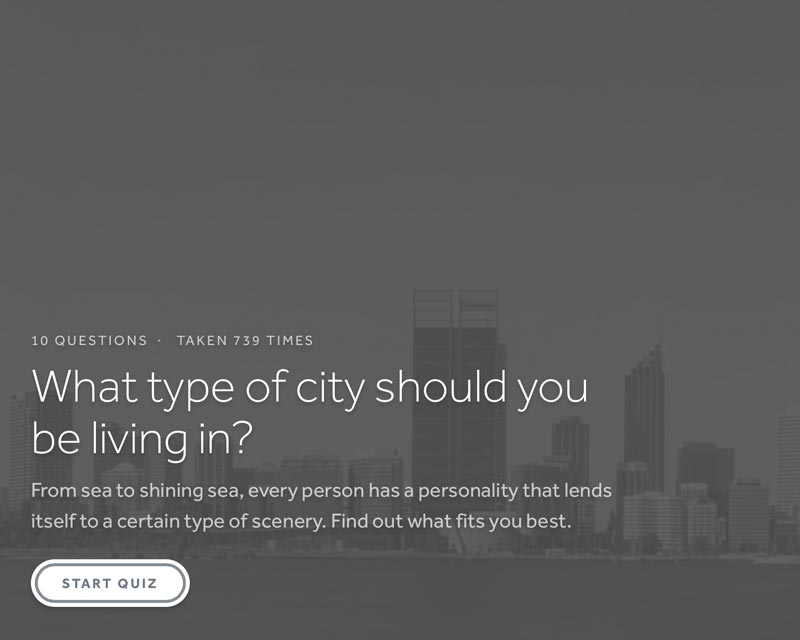 10 QUESTIONS · TAKEN 739 TIMES
What type of city should you
be living in?
From sea to shining sea, every person has a personality that lends
itself to a certain type of scenery. Find out what fits you best.
START QUIZ